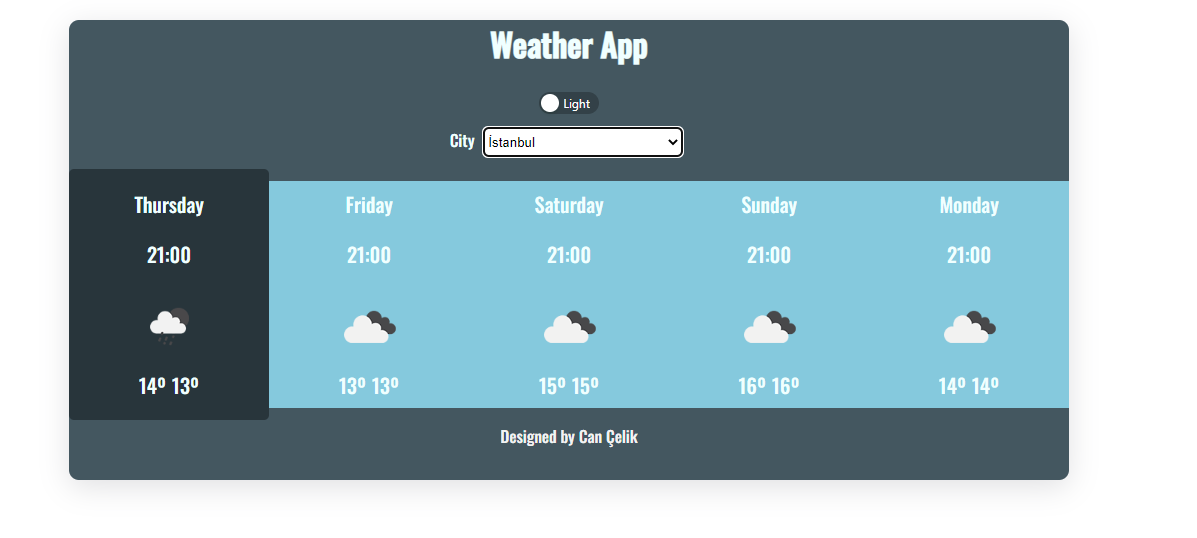 Weather App
Light
City İstanbul
Thursday Friday Saturday Sunday Monday
21:00 21:00 21:00 21:00 21:00
14º 13º 13º 13º 15º 15º 16º 16º 14º 14º
Designed by Can Çelik